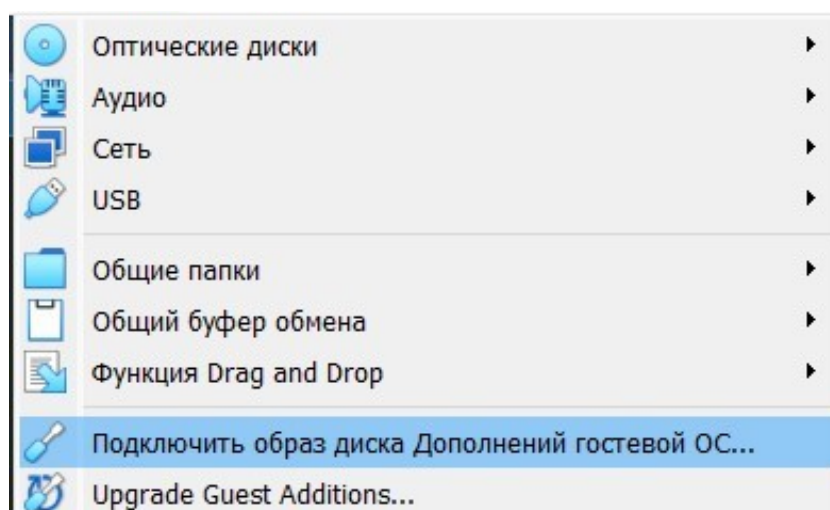 Оптические диски
Аудио
Сеть
USB
Общие папки
Общий буфер обмена
Функция Drag and Drop
Подключить образ диска Дополнений гостевой ОС...
Upgrade Guest Additions...